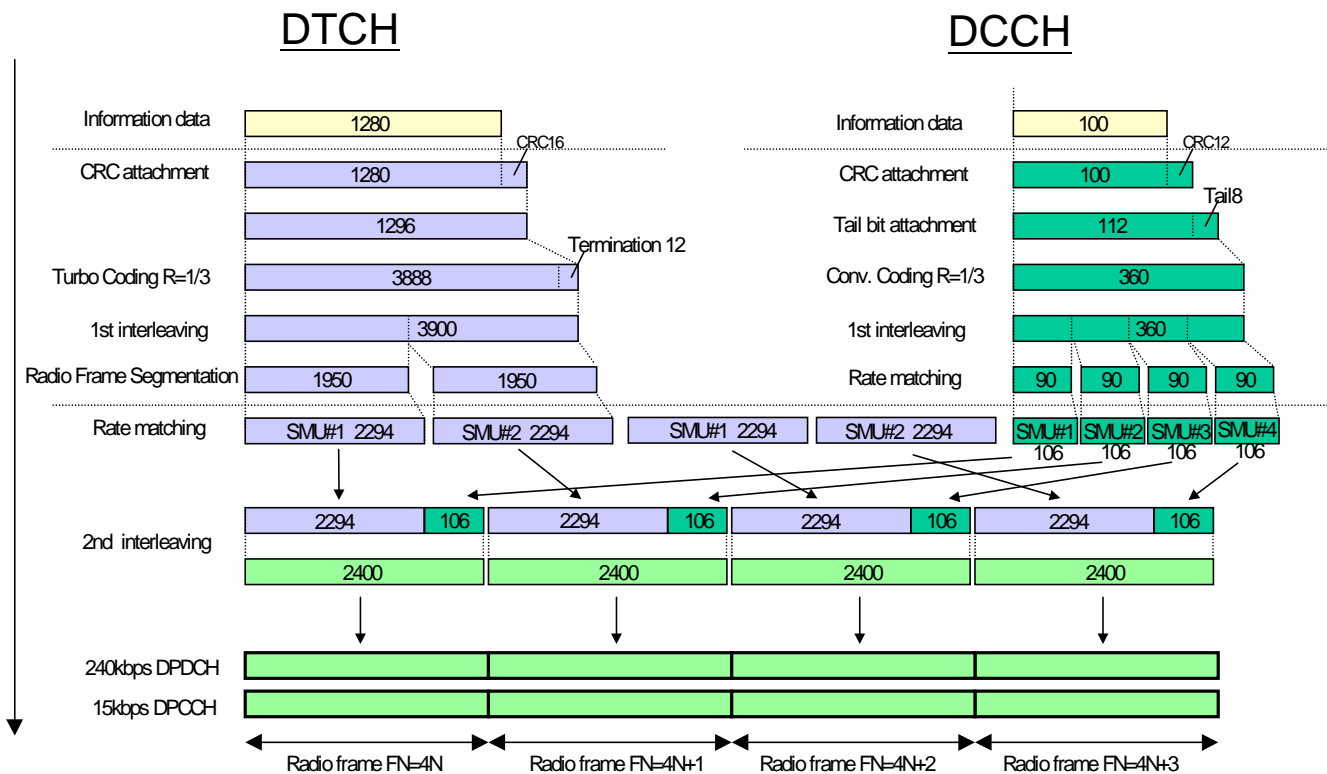 DTCH
DCCH
Information data
1280
Information data
100
CRC16
CRC12
CRC attachment
1280
CRC attachment
100
Tail8
1296
Tail bit attachment
112
Termination 12
Turbo Coding R=1/3
3888
Conv. Coding R=1/3
360
1st interleaving
3900
1st interleaving
360
Radio Frame Segmentation
1950
1950
Rate matching
90
90
90
90
Rate matching
SMU#1 2294
SMU#2 2294
SMU#1 2294
SMU#2 2294
SMU#1
SMU#2
SMU#3
SMU#4
106
106
106
106
2nd interleaving
2294
106
2294
106
2294
106
2294
106
2400
2400
2400
2400
240kbps DPDCH
15kbps DPCCH
Radio frame FN=4N
Radio frame FN=4N+1
Radio frame FN=4N+2
Radio frame FN=4N+3